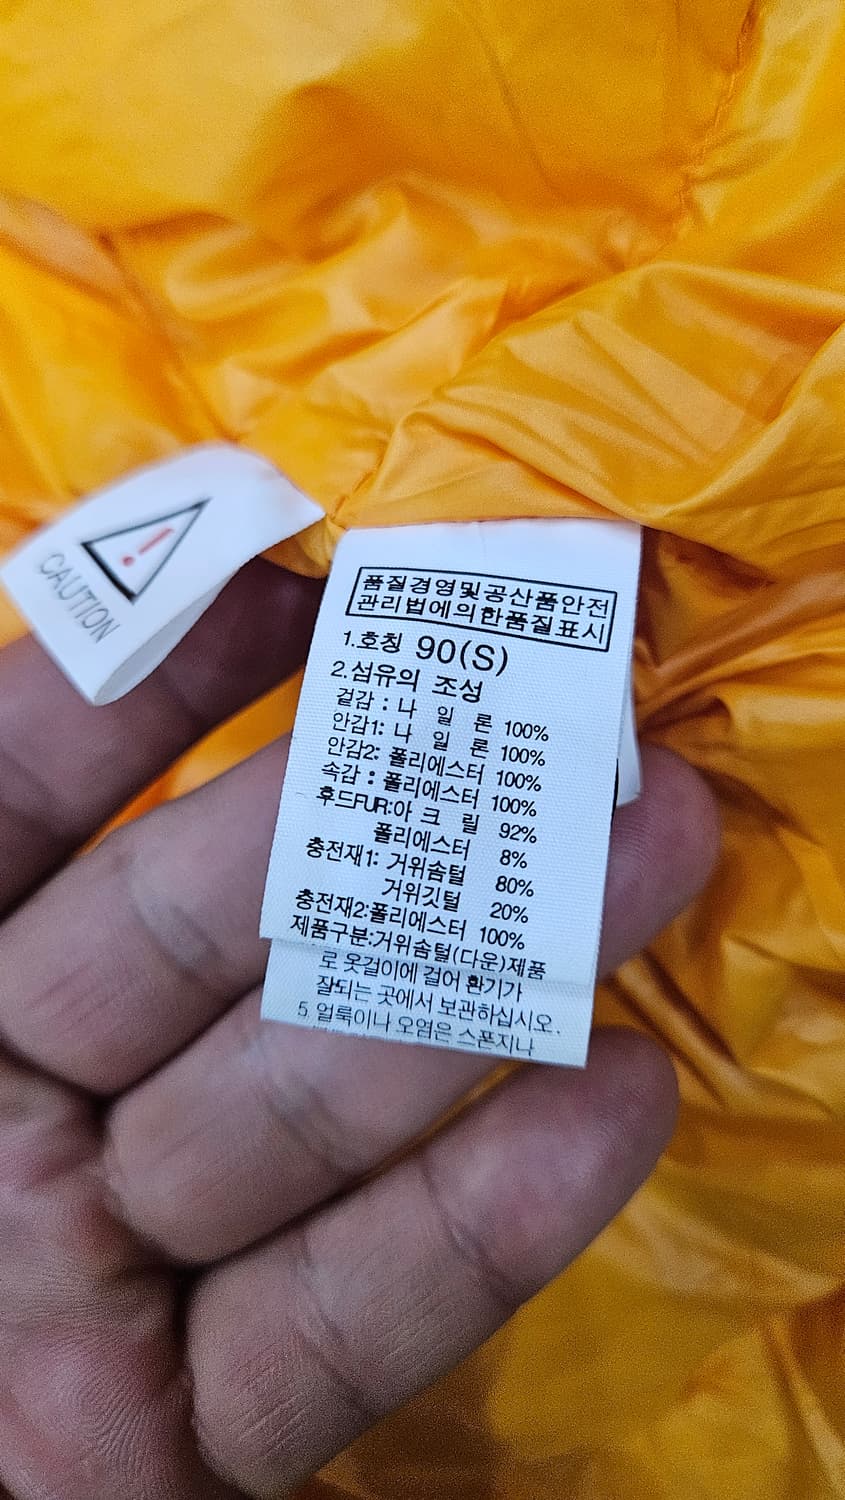 CAUTION
품질경영및공산품안전
관리법에의한품질표시
1.호칭 90(S)
2.섬유의 조성
겉감 : 나 일 론 100%
안감1: 나 일 론 100%
안감2: 폴리에스터 100%
속감 : 폴리에스터 100%
후드FUR:아 크 릴 92%
폴리에스터 8%
충전재1: 거위솜털 80%
거위깃털 20%
충전재2:폴리에스터 100%
제품구분:거위솜털(다운)제품
로 옷걸이에 걸어 환기가
잘되는 곳에서 보관하십시오.
5. 얼룩이나 오염은 스폰지나